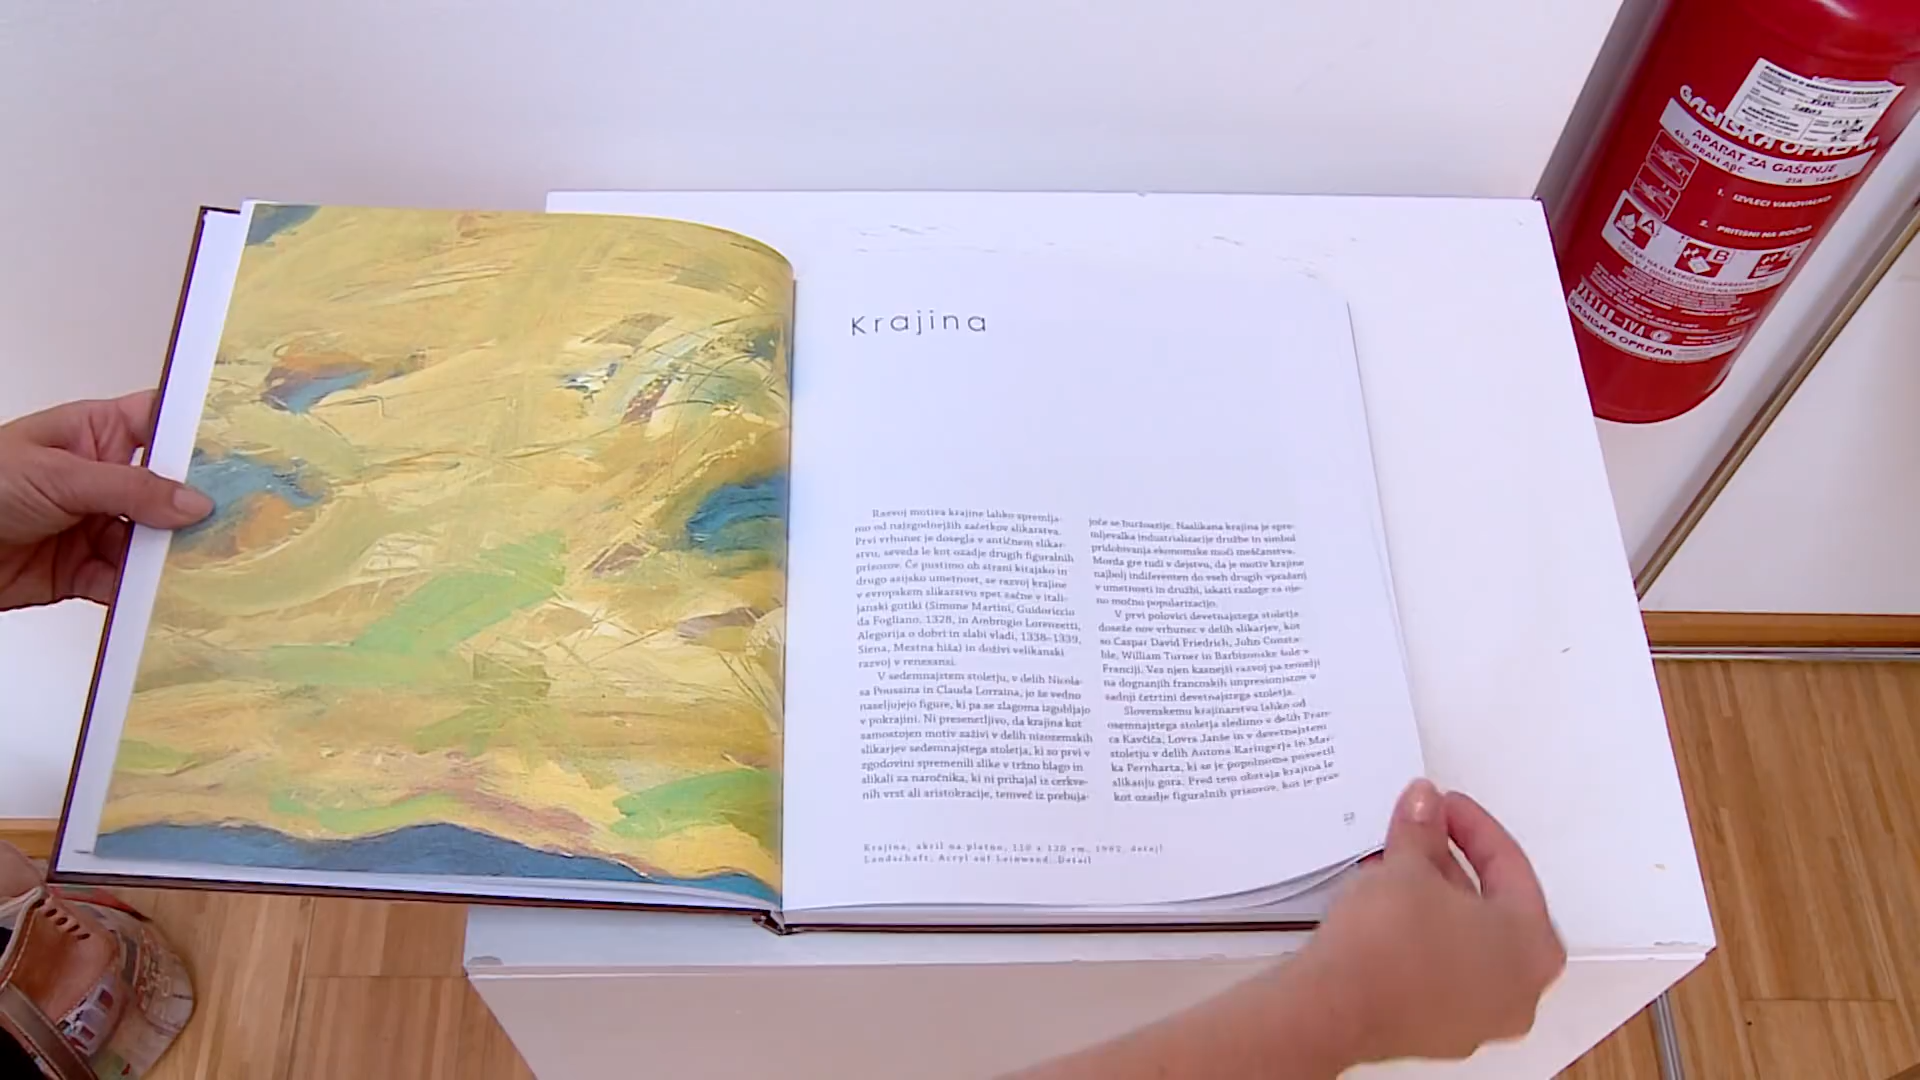 Krajina
Razvoj motiva krajine lahko spremlja-
mo od najzgodnejših začetkov slikarstva.
Prvi vrhunec je dosegla v antičnem slikar-
stvu, seveda le kot ozadje drugih figuralnih
prizorov. Če pustimo ob strani kitajsko in
drugo azijsko umetnost, se razvoj krajine
v evropskem slikarstvu spet začne v itali-
janski gotiki (Simone Martini, Guidoriccio
da Fogliano, 1328, in Ambrogio Lorenzetti,
Alegorija o dobri in slabi vladi, 1338–1339,
Siena, Mestna hiša) in doživi velikanski
razvoj v renesansi.
V sedemnajstem stoletju, v delih Nicola-
sa Poussina in Clauda Lorraina, jo še vedno
naseljujejo figure, ki pa se zlagoma izgubljajo
v pokrajini. Ni presenetljivo, da krajina kot
samostojen motiv zaživi v delih nizozemskih
slikarjev sedemnajstega stoletja, ki so prvi v
zgodovini spremenili slike v tržno blago in
slikali za naročnika, ki ni prihajal iz cerkve-
nih vrst ali aristokracije, temveč iz prebuja-
joče se buržoazije. Naslikana krajina je spre-
mljevalka industrializacije družbe in simbol
pridobivanja ekonomske moči meščanstva.
Morda gre tudi v dejstvu, da je motiv krajine
najbolj indiferenten do vseh drugih vprašanj
v umetnosti in družbi, iskati razloge za nje-
no močno popularizacijo.
V prvi polovici devetnajstega stoletja
doseže nov vrhunec v delih slikarjev, kot
so Caspar David Friedrich, John Consta-
ble, William Turner in Barbizonske šole v
Franciji. Ves njen kasnejši razvoj pa temelji
na dognanjih francoskih impresionistov v
zadnji četrtini devetnajstega stoletja.
Slovenskemu krajinarstvu lahko od
osemnajstega stoletja sledimo v delih Fran-
ca Kavčiča, Lovra Janše in v devetnajstem
stoletju v delih Antona Karingerja in Mar-
ka Pernharta, ki se je popolnoma posvetil
slikanju gora. Pred tem obstaja krajina le
kot ozadje figuralnih prizorov, kot je prav
Krajina, akril na platno, 110 x 120 cm, 1992, detajl
Landschaft, Acryl auf Leinwand, Detail
GASILSKA OPREMA
APARAT ZA GAŠENJE
6kg PRAH ABC
1. IZVLECI VAROVALKO
2. PRITISNI NA ROČKO
A
B
GASILSKA OPREMA